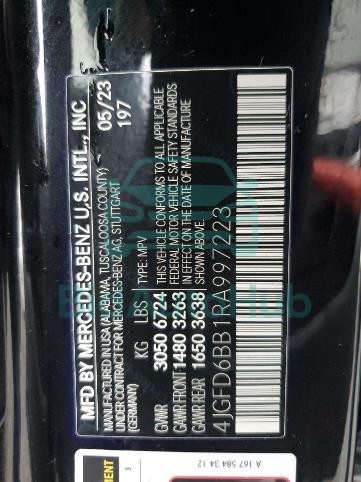 MFD BY MERCEDES-BENZ U.S. INTL., INC
MANUFACTURED IN USA (ALABAMA, TUSCALOOSA COUNTY)
UNDER CONTRACT FOR MERCEDES-BENZ AG, STUTTGART
(GERMANY)
05/23
197
KG LBS TYPE: MPV
GVWR 3050 6724
GAWR FRONT 1480 3263
GAWR REAR 1650 3638
THIS VEHICLE CONFORMS TO ALL APPLICABLE
FEDERAL MOTOR VEHICLE SAFETY STANDARDS
IN EFFECT ON THE DATE OF MANUFACTURE
SHOWN ABOVE.
4JGFD6BB1RA997223
A 167 584 34 12
3